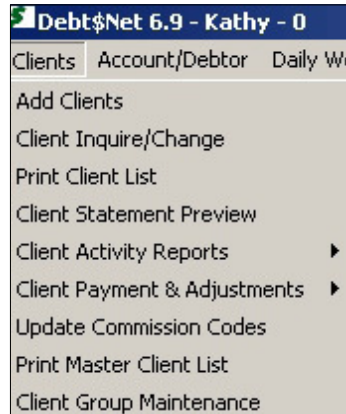 Debt$Net 6.9 - Kathy - 0
Clients Account/Debtor Daily
Add Clients
Client Inquire/Change
Print Client List
Client Statement Preview
Client Activity Reports
Client Payment & Adjustments
Update Commission Codes
Print Master Client List
Client Group Maintenance